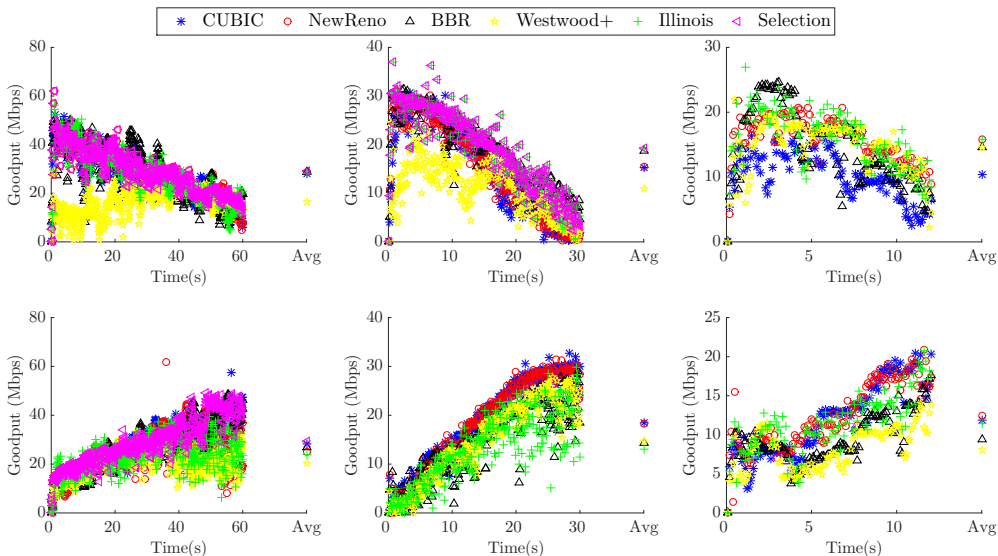 CUBIC NewReno BBR Westwood+ Illinois Selection
80
60
40
20
0
Goodput (Mbps)
0 20 40 60 Avg
Time(s)
40
30
20
10
0
Goodput (Mbps)
0 10 20 30 Avg
Time(s)
30
20
10
0
Goodput (Mbps)
0 5 10 Avg
Time(s)
80
60
40
20
0
Goodput (Mbps)
0 20 40 60 Avg
Time(s)
40
30
20
10
0
Goodput (Mbps)
0 10 20 30 Avg
Time(s)
25
20
15
10
5
0
Goodput (Mbps)
0 5 10 Avg
Time(s)